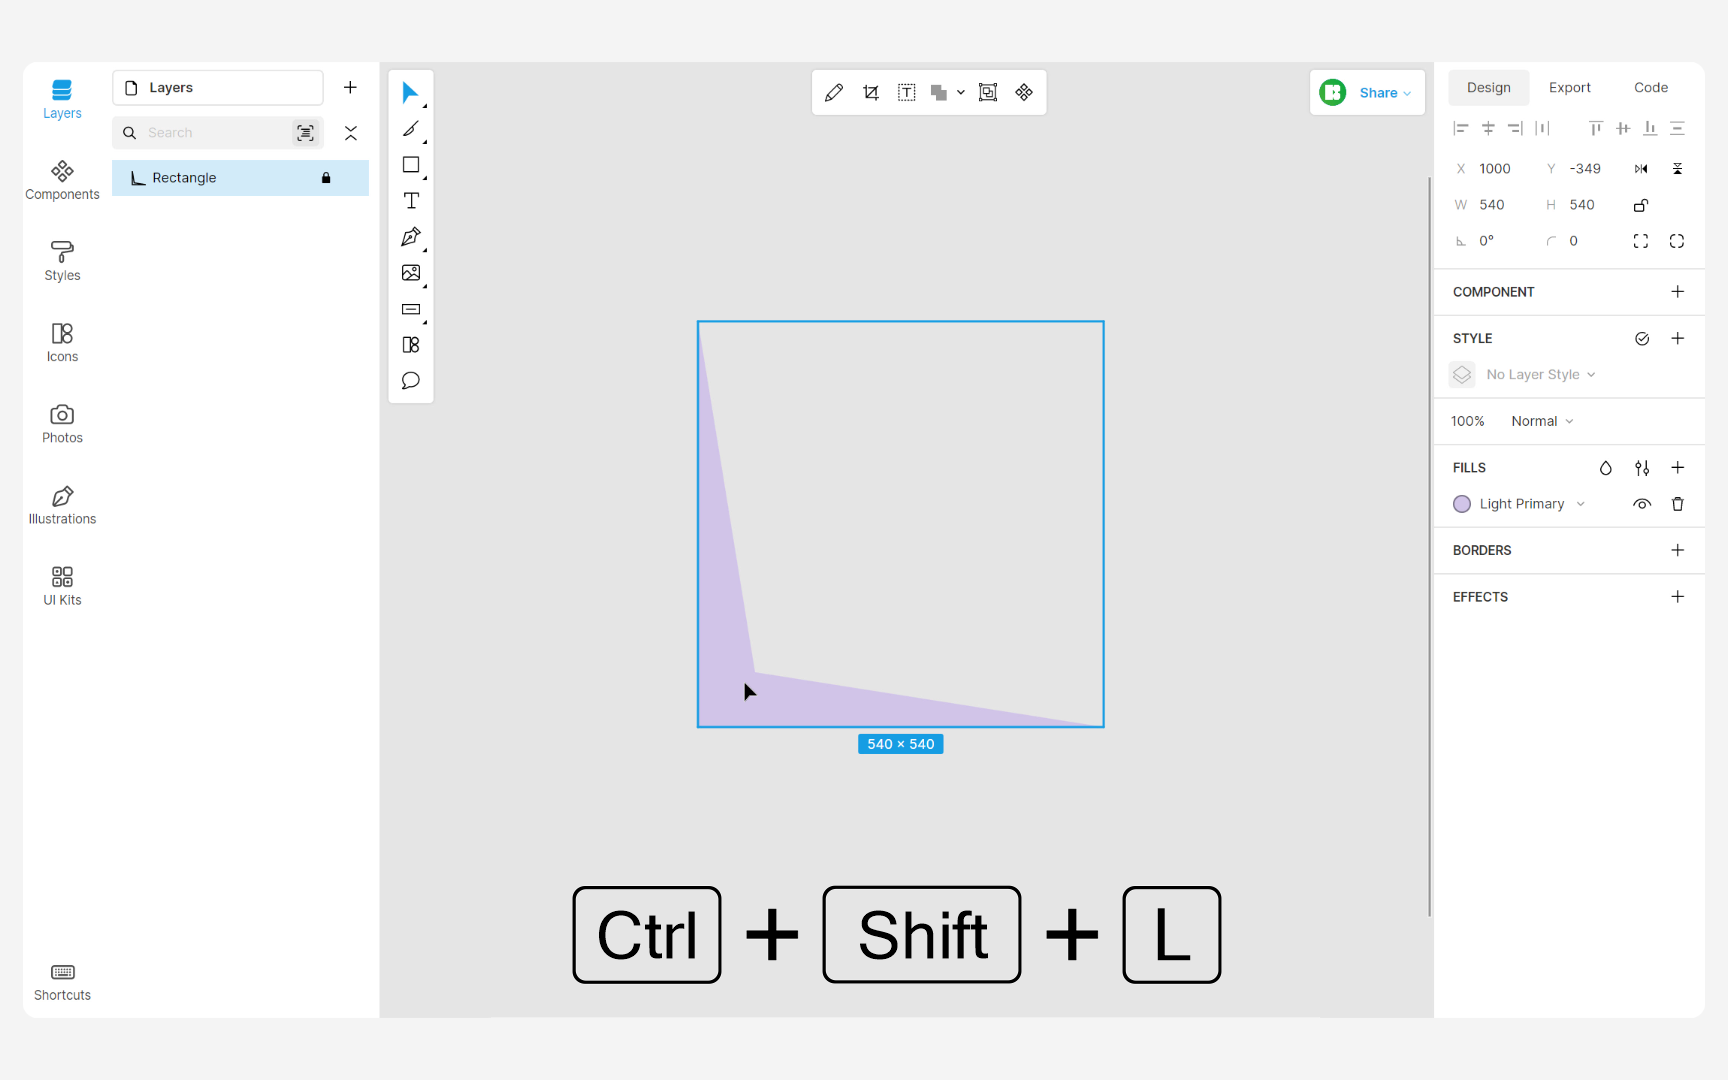 Layers
Components
Styles
Icons
Photos
Illustrations
UI Kits
Shortcuts
Layers
Search
Rectangle
T
T
Share
540 × 540
Ctrl + Shift + L
Design Export Code
X 1000 Y -349
W 540 H 540
0° 0
COMPONENT
STYLE
No Layer Style
100% Normal
FILLS
Light Primary
BORDERS
EFFECTS